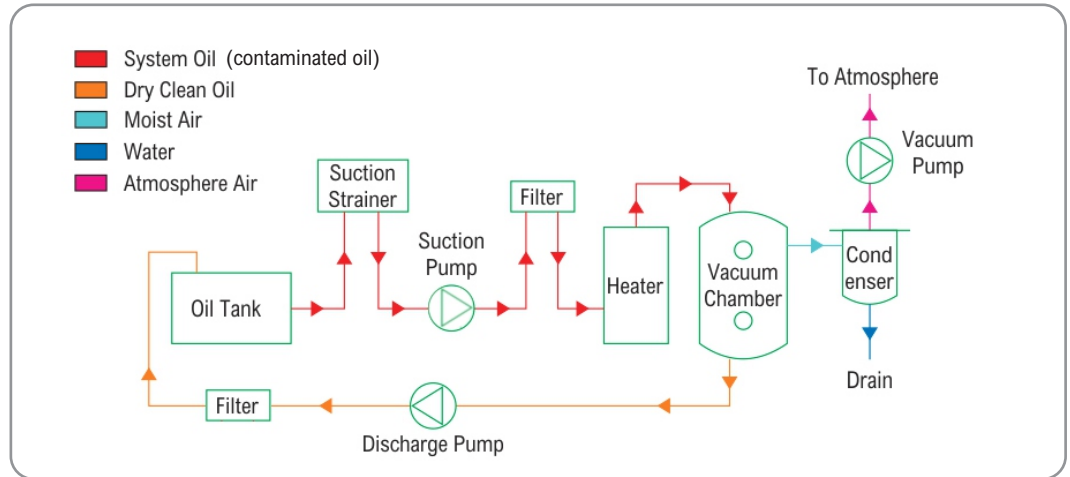 System Oil (contaminated oil)
Dry Clean Oil
Moist Air
Water
Atmosphere Air
To Atmosphere
Vacuum
Pump
Suction
Strainer
Filter
Suction
Pump
Oil Tank
Heater
Vacuum
Chamber
Cond
enser
Drain
Filter
Discharge Pump